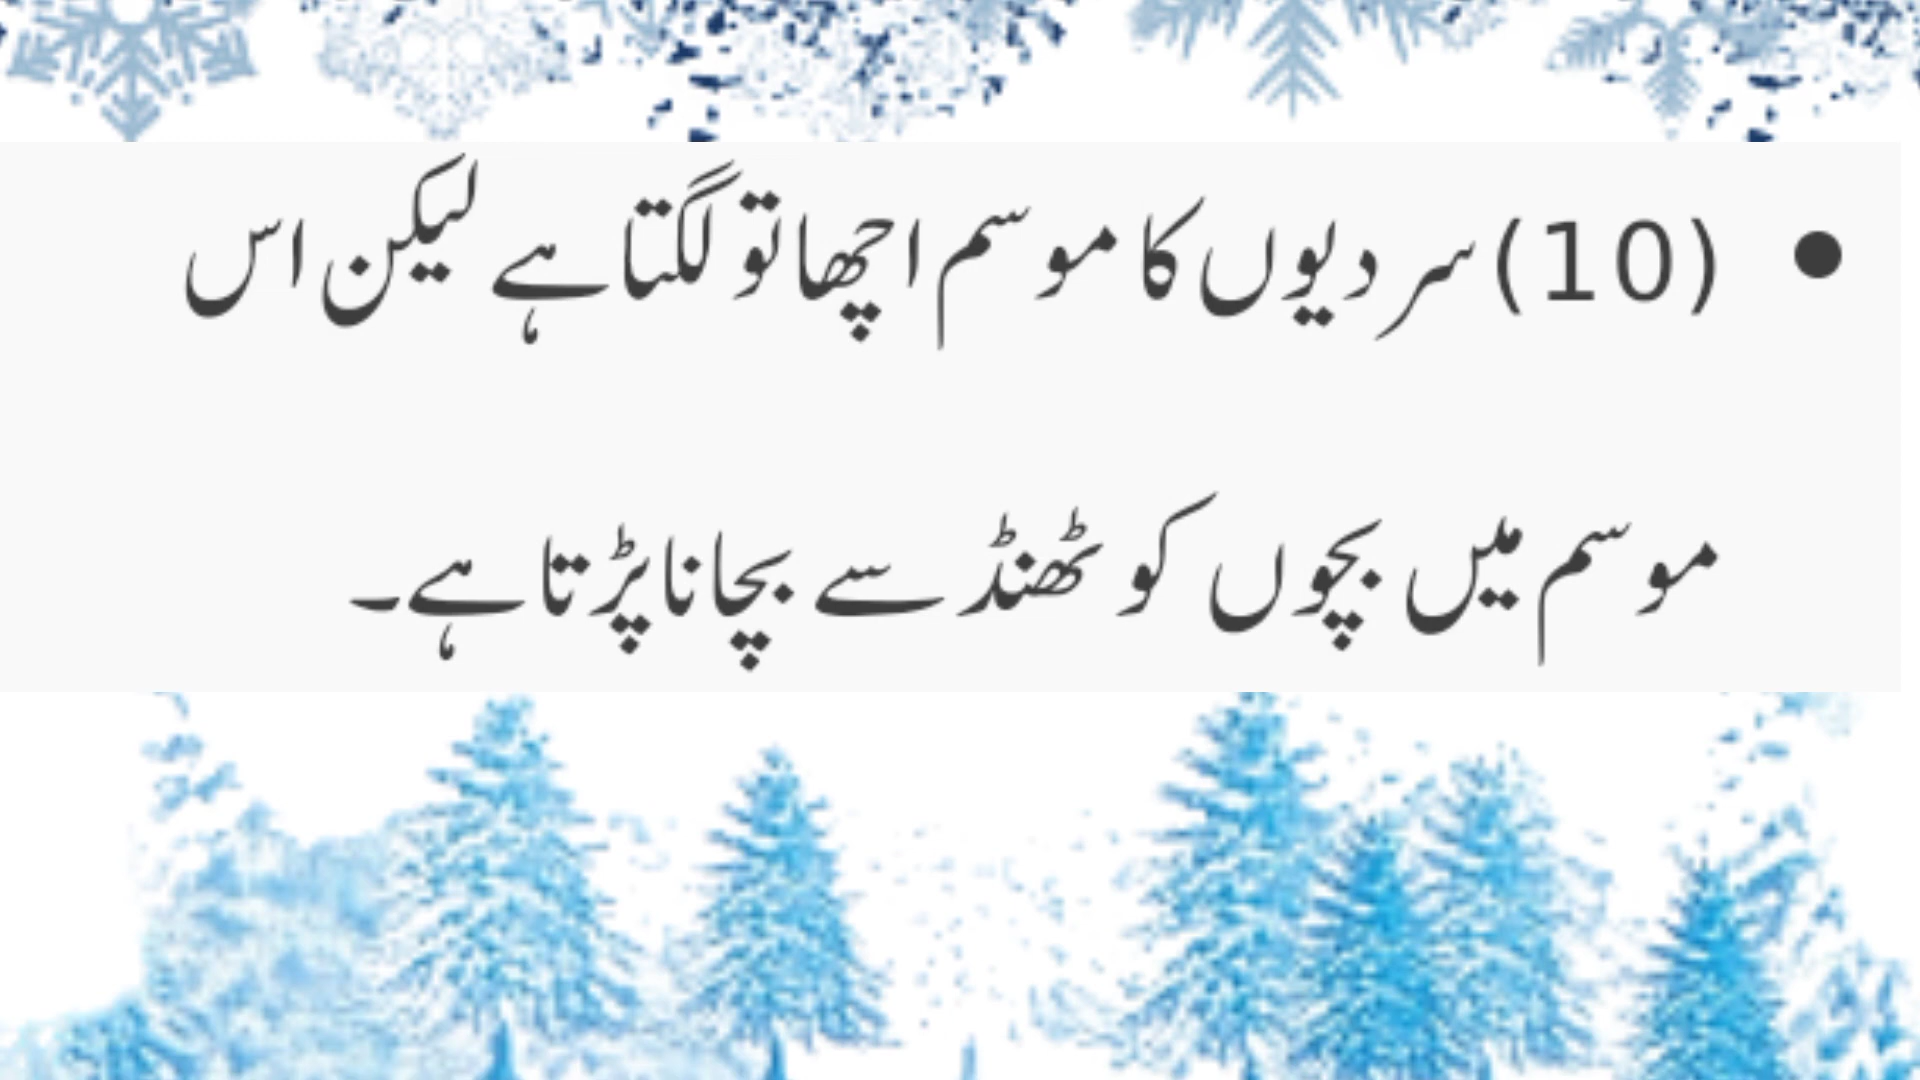 • (10) سردیوں کا موسم اچھا تو لگتا ہے لیکن اس
موسم میں بچوں کو ٹھنڈ سے بچانا پڑتا ہے۔